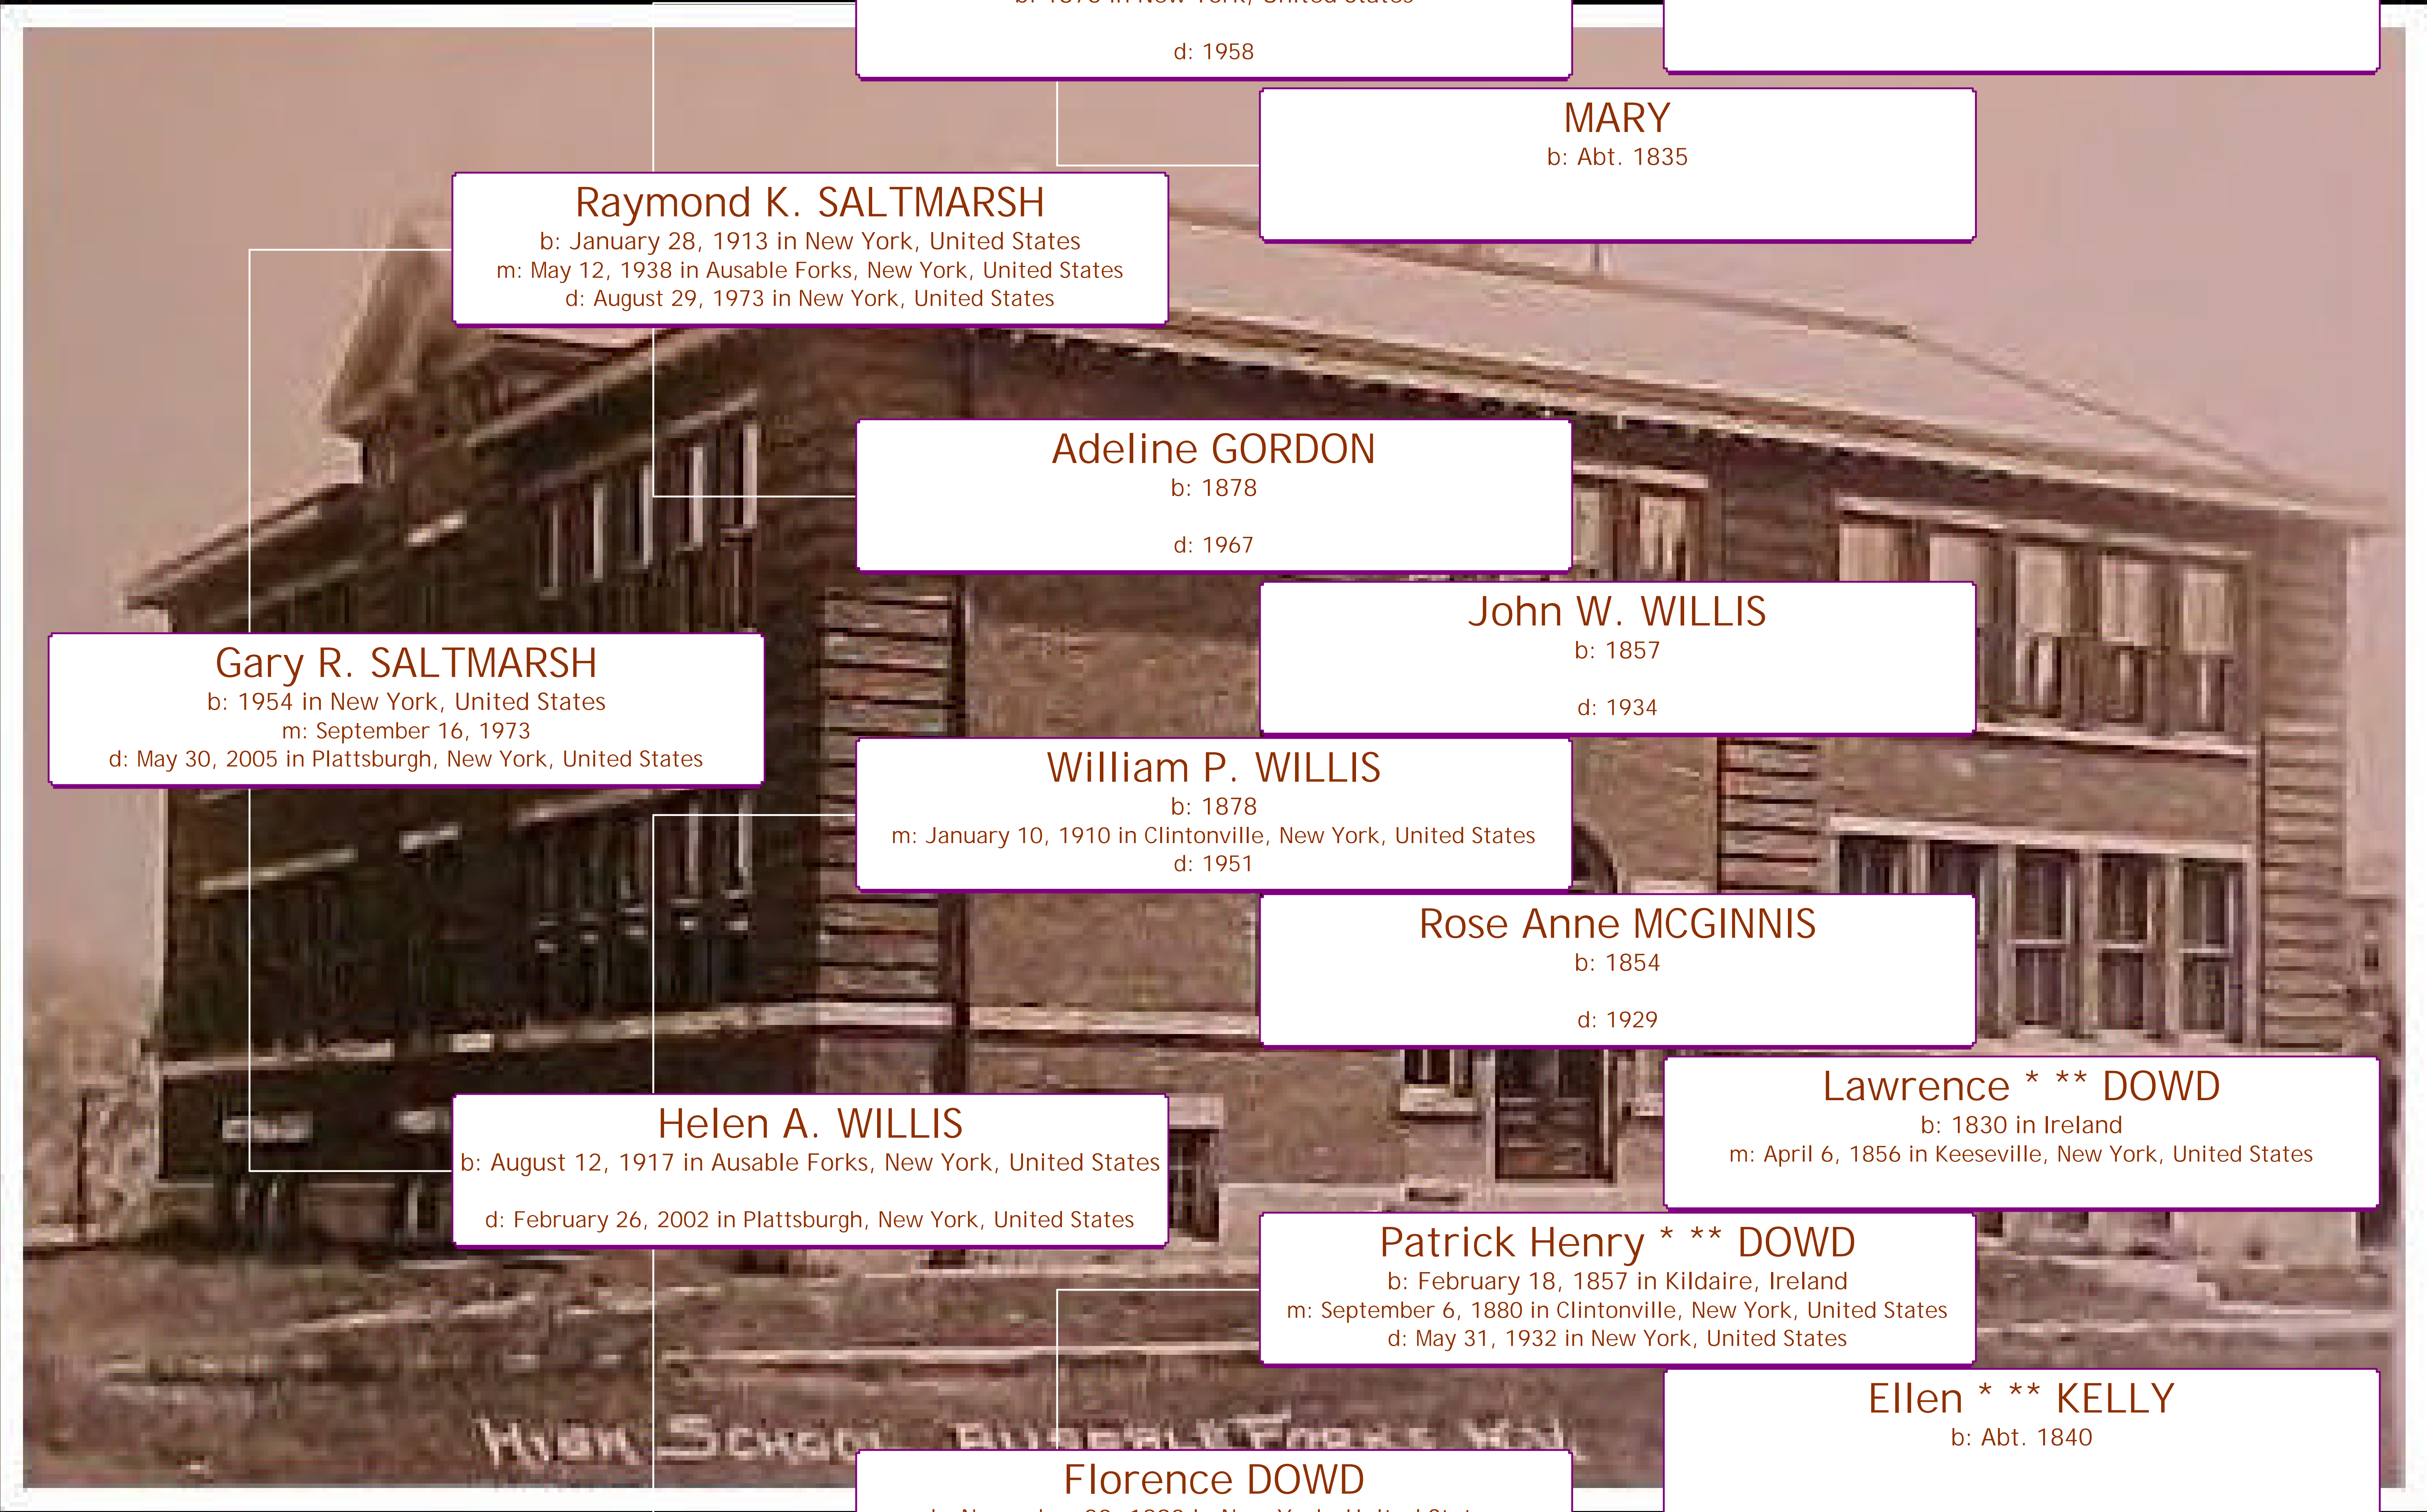 d: 1958
MARY
b: Abt. 1835
Raymond K. SALTMARSH
b: January 28, 1913 in New York, United States
m: May 12, 1938 in Ausable Forks, New York, United States
d: August 29, 1973 in New York, United States
Adeline GORDON
b: 1878
d: 1967
John W. WILLIS
b: 1857
d: 1934
Gary R. SALTMARSH
b: 1954 in New York, United States
m: September 16, 1973
d: May 30, 2005 in Plattsburgh, New York, United States
William P. WILLIS
b: 1878
m: January 10, 1910 in Clintonville, New York, United States
d: 1951
Rose Anne MCGINNIS
b: 1854
d: 1929
Lawrence * ** DOWD
b: 1830 in Ireland
m: April 6, 1856 in Keeseville, New York, United States
Helen A. WILLIS
b: August 12, 1917 in Ausable Forks, New York, United States
d: February 26, 2002 in Plattsburgh, New York, United States
Patrick Henry * ** DOWD
b: February 18, 1857 in Kildaire, Ireland
m: September 6, 1880 in Clintonville, New York, United States
d: May 31, 1932 in New York, United States
Ellen * ** KELLY
b: Abt. 1840
HIGH SCHOOL FORKS
Florence DOWD